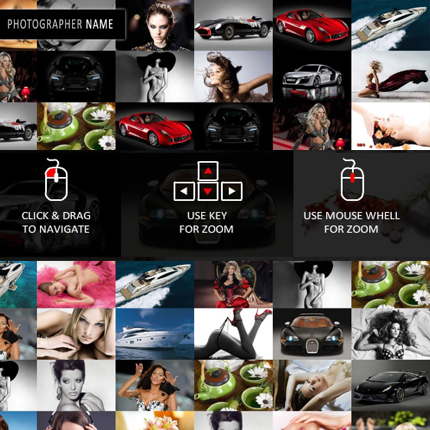 PHOTOGRAPHER NAME
CLICK & DRAG
TO NAVIGATE
USE KEY
FOR ZOOM
USE MOUSE WHELL
FOR ZOOM